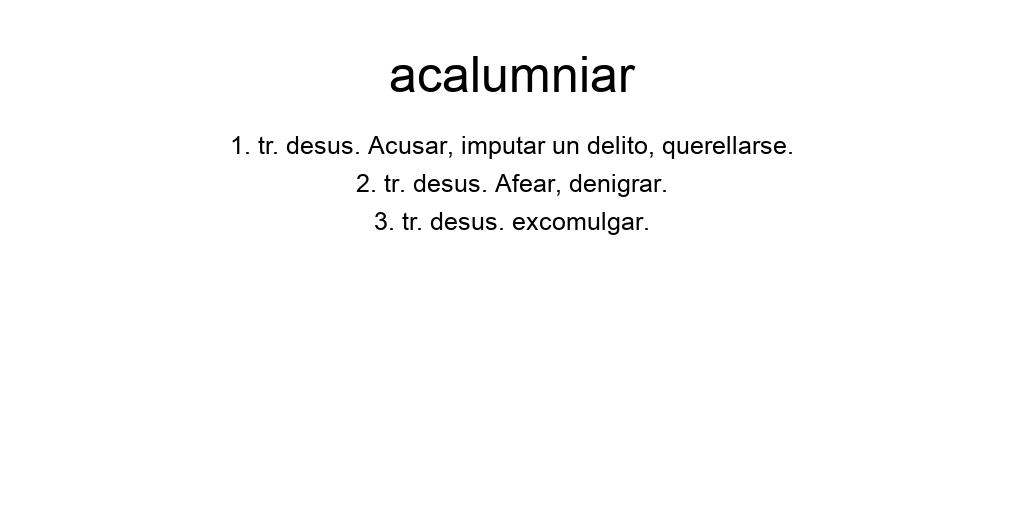 acalumniar
1. tr. desus. Acusar, imputar un delito, querellarse.
2. tr. desus. Afear, denigrar.
3. tr. desus. excomulgar.